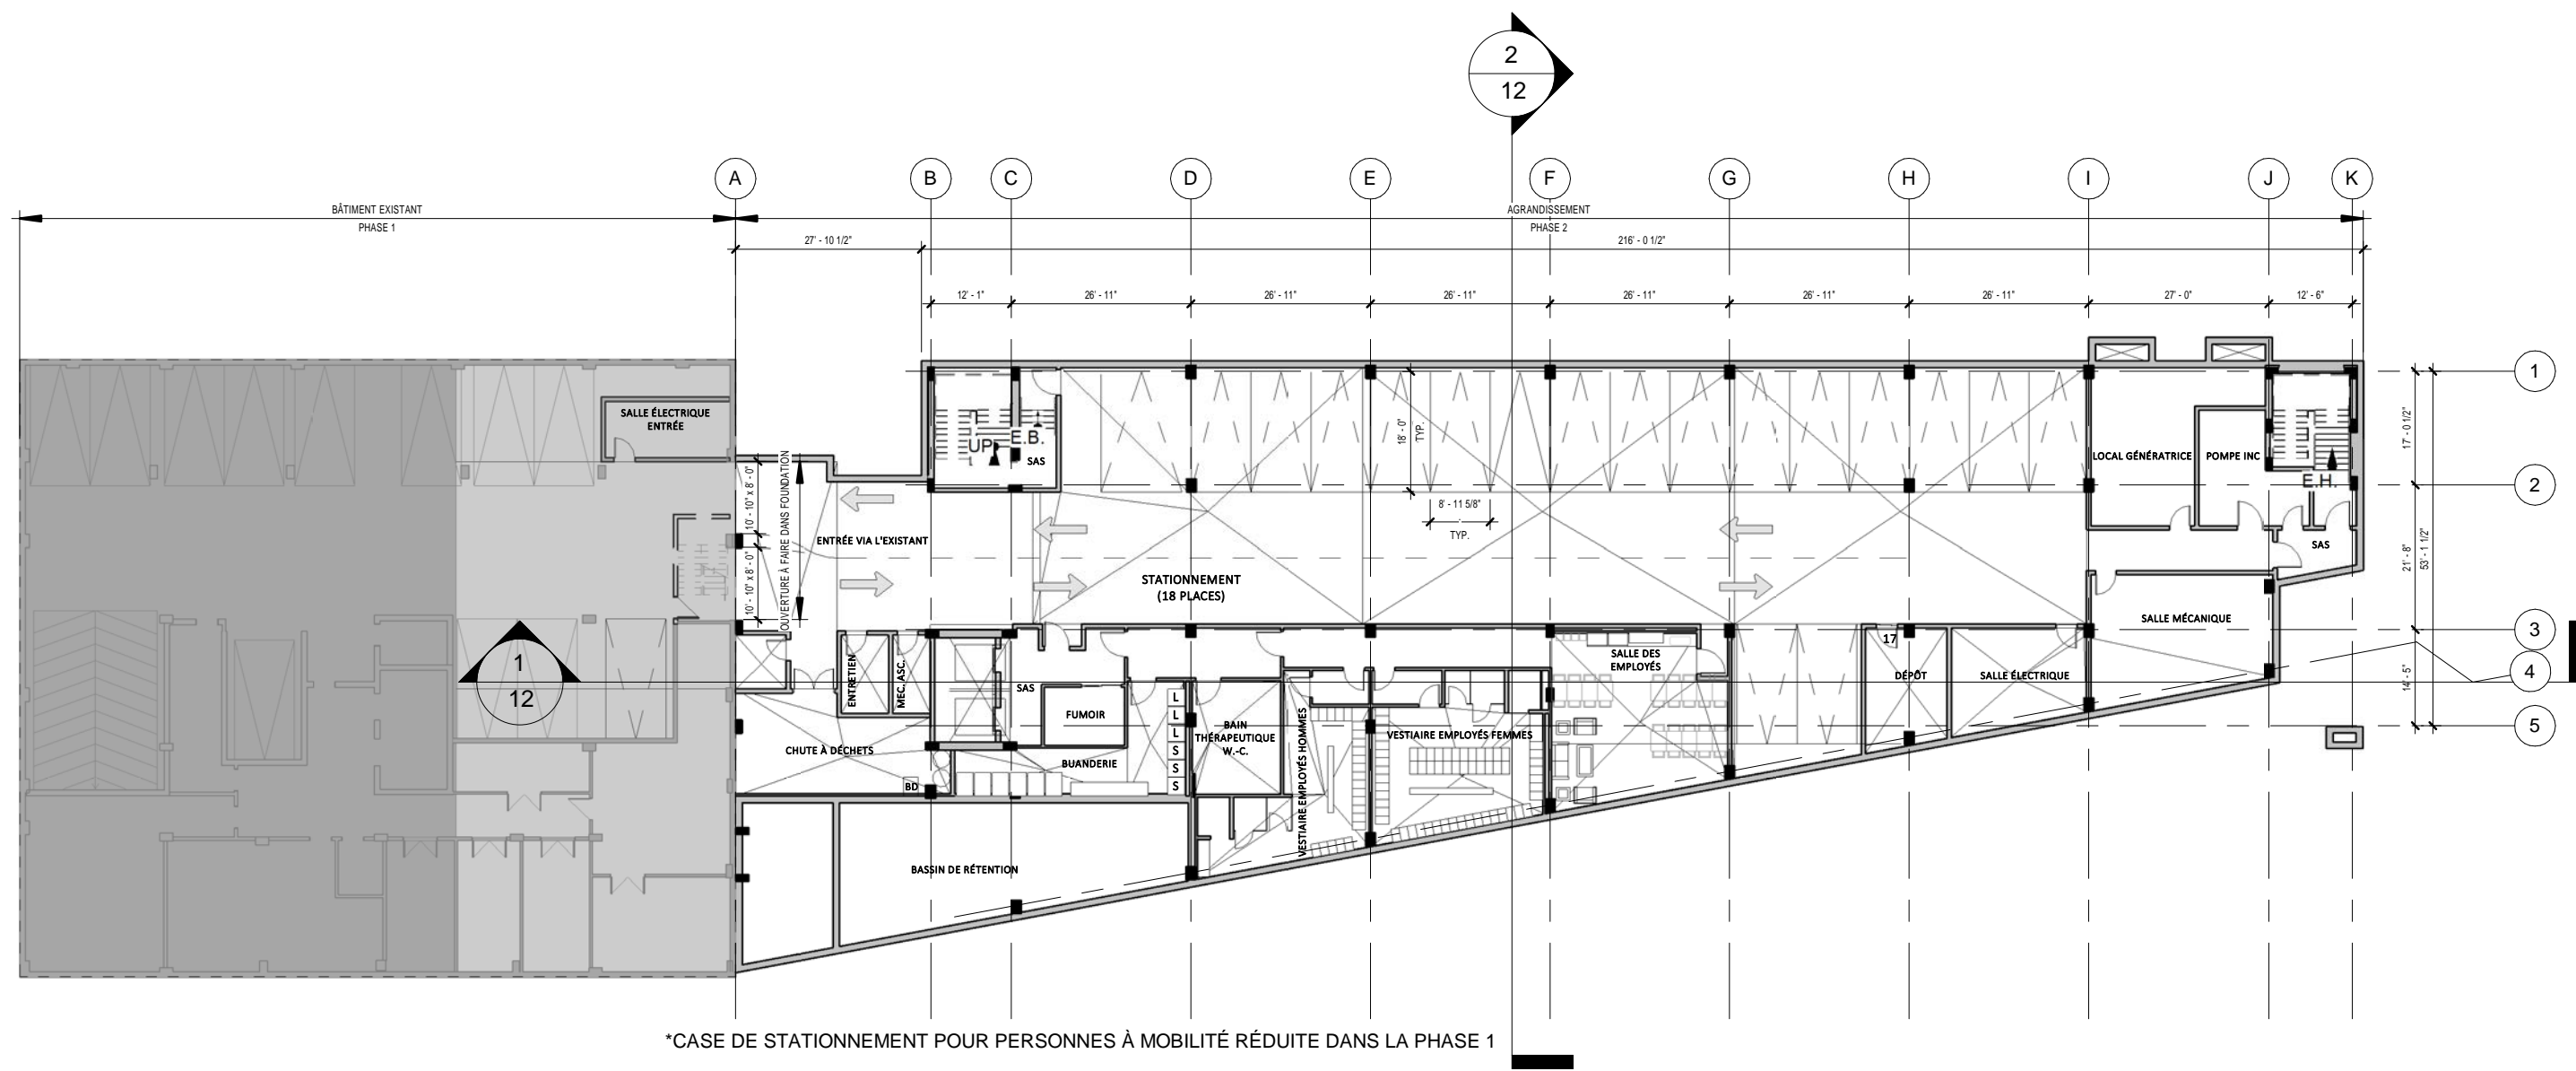 2
12
A
B
C
D
E
F
G
H
I
J
K
BÂTIMENT EXISTANT
PHASE 1
AGRANDISSEMENT
PHASE 2
27' - 10 1/2"
216' - 0 1/2"
12' - 1"
26' - 11"
26' - 11"
26' - 11"
26' - 11"
26' - 11"
26' - 11"
27' - 0"
12' - 6"
1
2
3
4
5
17' - 0 1/2"
21' - 8"
14' - 5"
53' - 1 1/2"
SALLE ÉLECTRIQUE
ENTRÉE
10' - 10" x 8' - 0"
10' - 10" x 8' - 0"
OUVERTURE À FAIRE DANS FOUNDATION
UP
E.B.
SAS
18' - 0"
TYP.
8' - 11 5/8"
TYP.
LOCAL GÉNÉRATRICE
POMPE INC
E.H.
SAS
ENTRÉE VIA L'EXISTANT
STATIONNEMENT
(18 PLACES)
SALLE MÉCANIQUE
1
12
ENTRETIEN
MEC. ASC.
SAS
FUMOIR
CHUTE À DÉCHETS
BUANDERIE
BD
L
L
L
S
S
S
BAIN
THÉRAPEUTIQUE
W.-C.
VESTIAIRE EMPLOYÉS HOMMES
VESTIAIRE EMPLOYÉS FEMMES
SALLE DES
EMPLOYÉS
17
DÉPÔT
SALLE ÉLECTRIQUE
BASSIN DE RÉTENTION
*CASE DE STATIONNEMENT POUR PERSONNES À MOBILITÉ RÉDUITE DANS LA PHASE 1